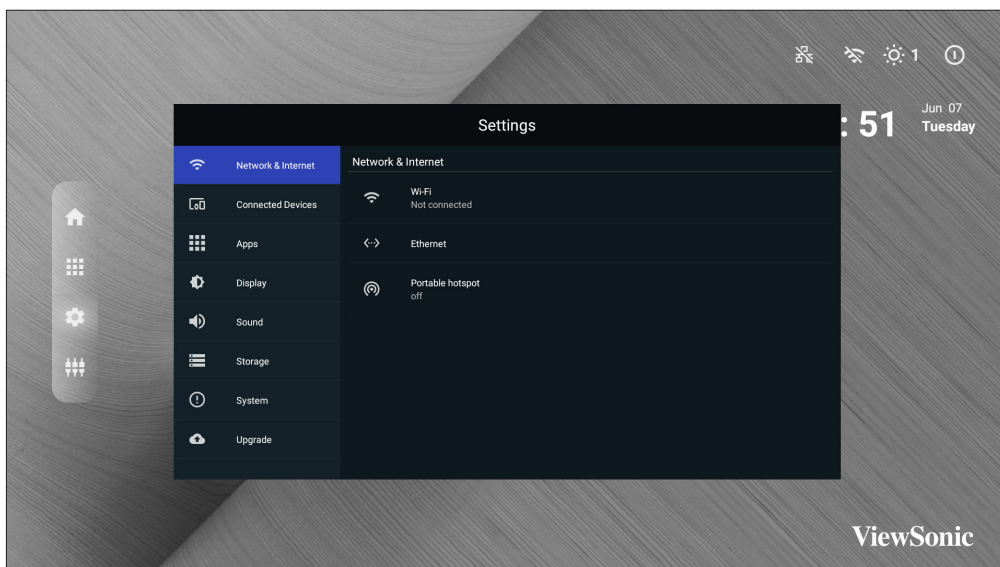 1
Jun 07
: 51
Tuesday
Settings
Network & Internet
Connected Devices
Apps
Display
Sound
Storage
System
Upgrade
Network & Internet
Wi-Fi
Not connected
Ethernet
Portable hotspot
off
ViewSonic